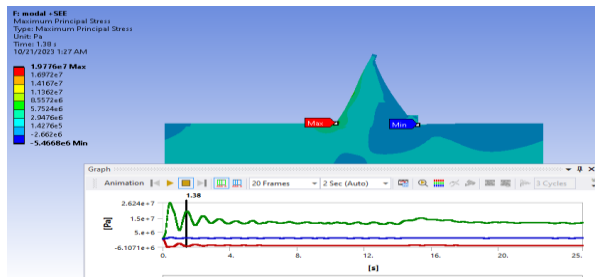 F: modal +SEE
Maximum Principal Stress
Type: Maximum Principal Stress
Unit: Pa
Time: 1.38 s
10/21/2023 1:27 AM
1.9776e7 Max
1.6972e7
1.4167e7
1.1362e7
8.5572e6
5.7524e6
2.9476e6
1.4276e5
-2.662e6
-5.4668e6 Min
Max
Min
Graph
Animation
20 Frames
2 Sec (Auto)
3 Cycles
1.38
2.624e+7
1.5e+7
5.e+6
-6.1071e+6
[Pa]
0. 4. 8. 12. 16. 20. 25.
[s]